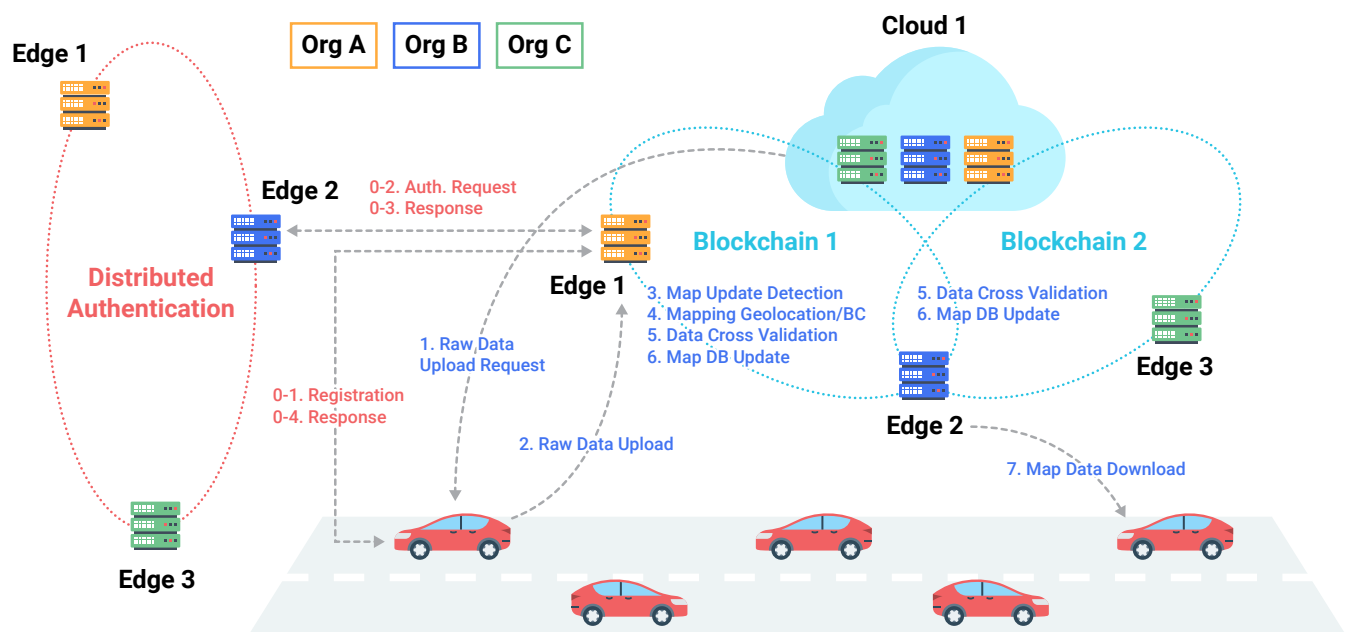 Cloud 1
Org A
Org B
Org C
Edge 1
Edge 2
0-2. Auth. Request
0-3. Response
Distributed
Authentication
Edge 3
Edge 1
Blockchain 1
Blockchain 2
3. Map Update Detection
4. Mapping Geolocation/BC
5. Data Cross Validation
6. Map DB Update
5. Data Cross Validation
6. Map DB Update
1. Raw Data
Upload Request
Edge 3
0-1. Registration
0-4. Response
Edge 2
2. Raw Data Upload
7. Map Data Download